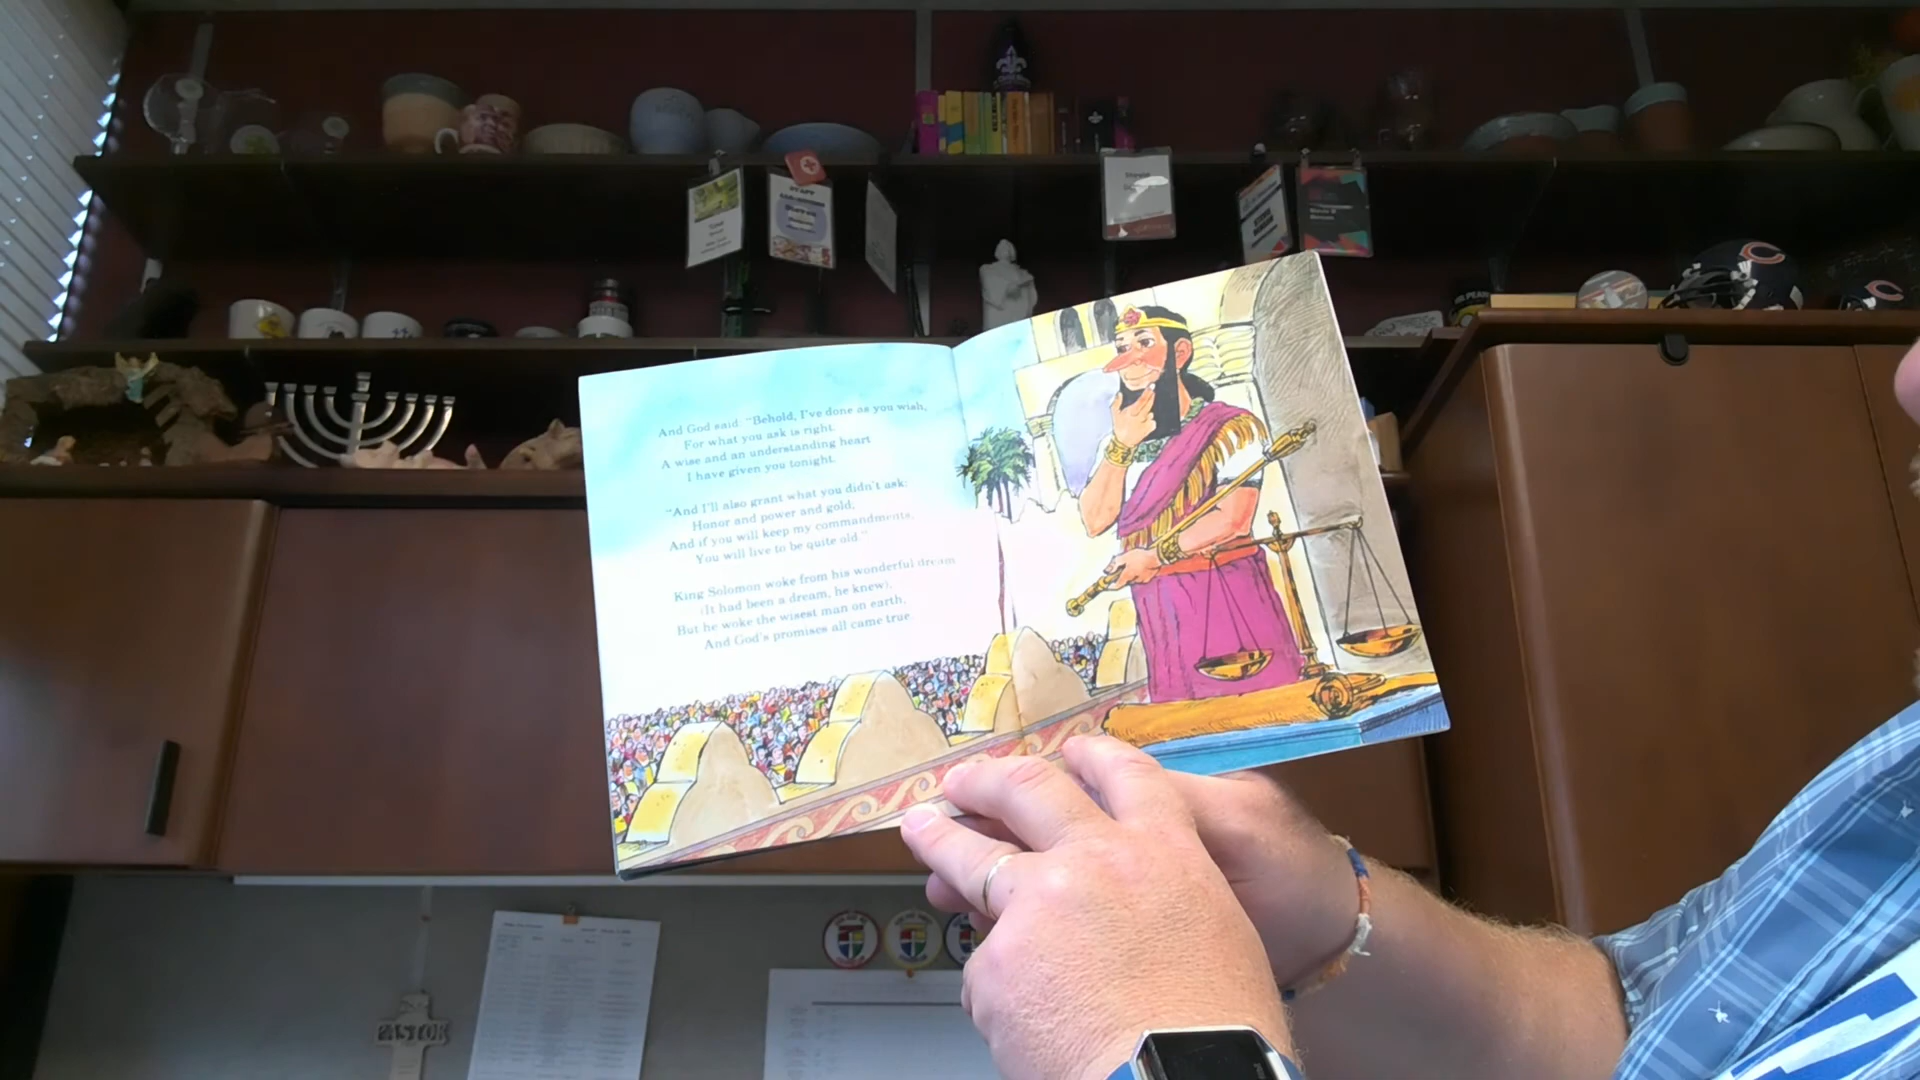 And God said "Behold, I've done as you wish,
For what you ask is right.
A wise and an understanding heart
I have given you tonight.
"And I'll also grant what you didn't ask:
Honor and power and gold,
And if you will keep my commandments,
You will live to be quite old."
King Solomon woke from his wonderful dream
(It had been a dream, he knew),
But he woke the wisest man on earth,
And God's promises all came true.
PASTOR